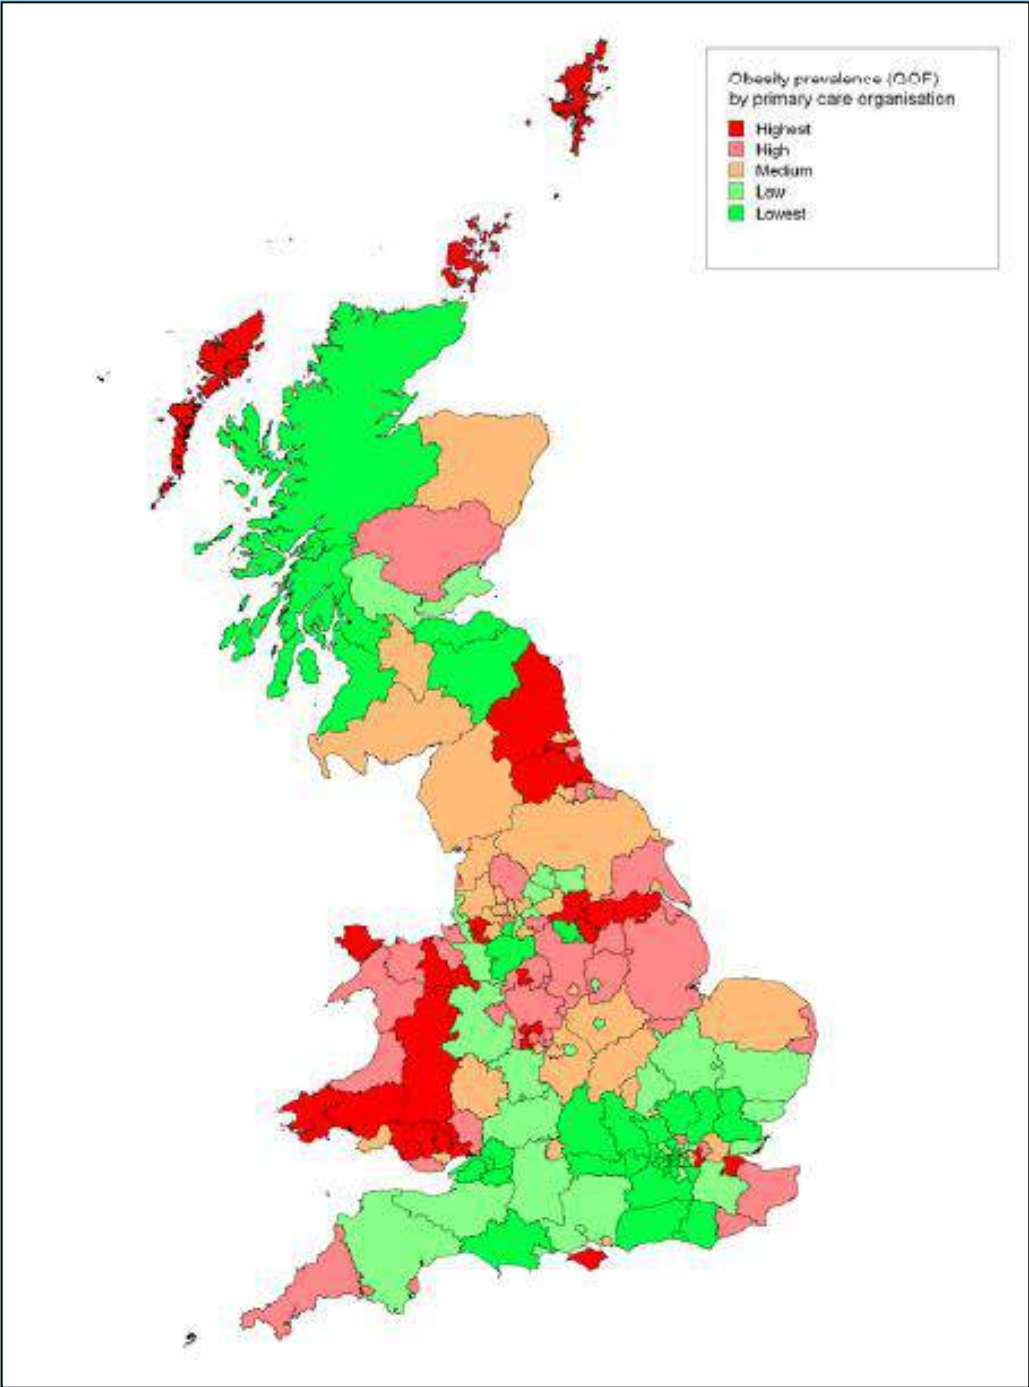 Obesity prevalence (QOF)
by primary care organisation
Highest
High
Medium
Low
Lowest